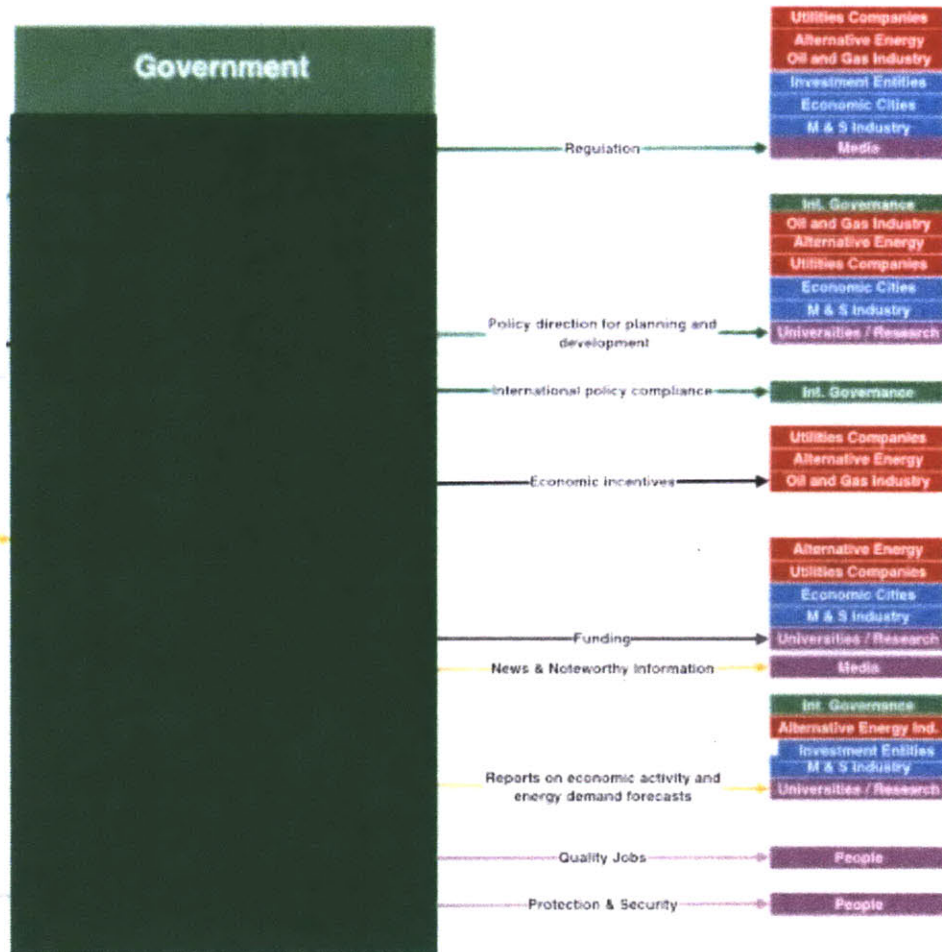 Government
Utilities Companies
Alternative Energy
Oil and Gas Industry
Investment Entities
Economic Cities
M & S Industry
Regulation
Media
Int. Governance
Oil and Gas Industry
Alternative Energy
Utilities Companies
Economic Cities
M & S Industry
Policy direction for planning and
development
Universities / Research
International policy compliance
Int. Governance
Utilities Companies
Alternative Energy
Economic incentives
Oil and Gas Industry
Alternative Energy
Utilities Companies
Economic Cities
M & S Industry
Funding
Universities / Research
News & Noteworthy Information
Media
Int. Governance
Alternative Energy Ind.
Investment Entities
M & S Industry
Reports on economic activity and
energy demand forecasts
Universities / Research
Quality Jobs
People
Protection & Security
People